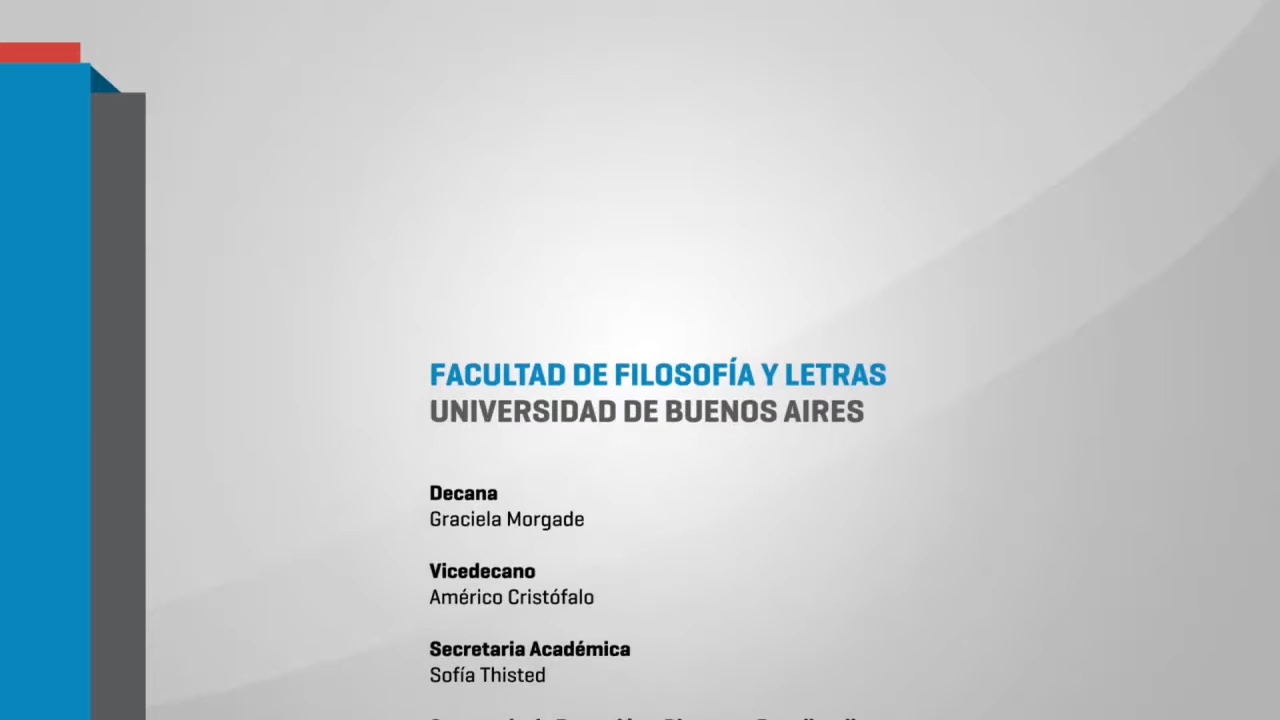 FACULTAD DE FILOSOFÍA Y LETRAS
UNIVERSIDAD DE BUENOS AIRES
Decana
Graciela Morgade
Vicedecano
Américo Cristófalo
Secretaria Académica
Sofía Thisted